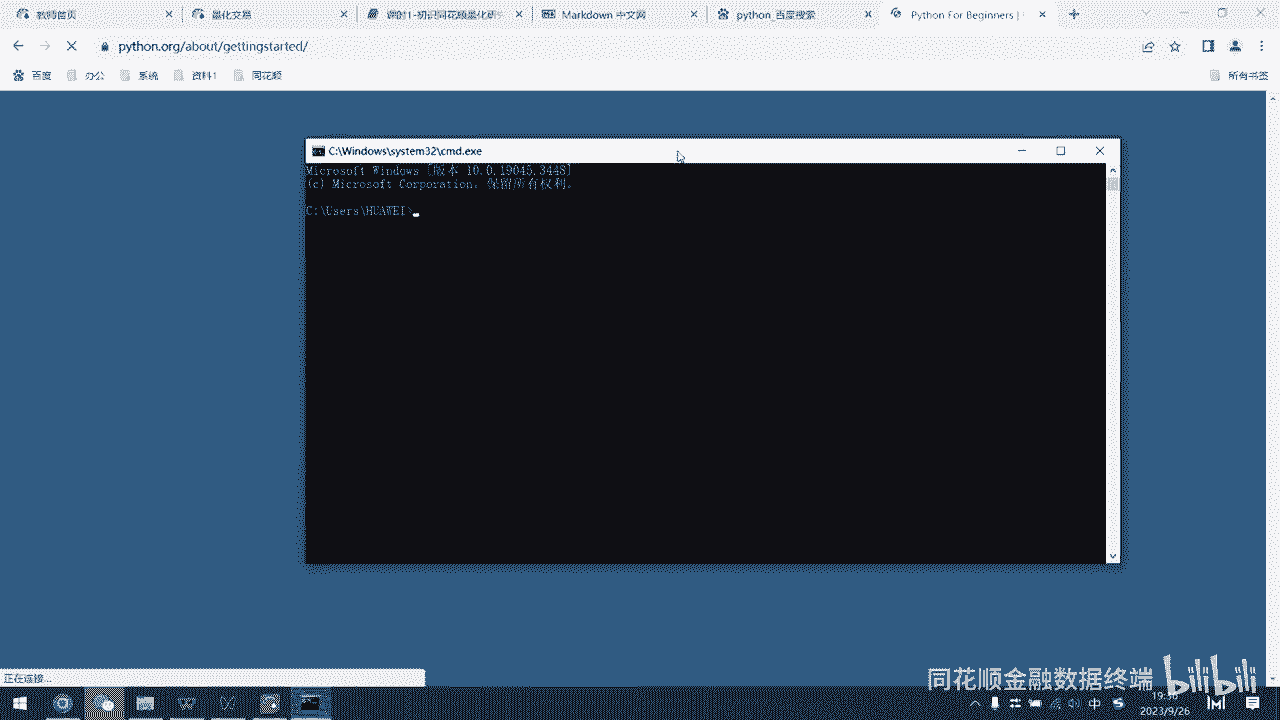 教师首页
量化文档
课时1-初识同花顺量化研究
Markdown 中文网
python_百度搜索
Python For Beginners |
python.org/about/gettingstarted/
百度
办公
系统
资料1
同花顺
所有书签
C:\Windows\system32\cmd.exe
Microsoft Windows [版本 10.0.19045.3448]
(c) Microsoft Corporation。保留所有权利。
C:\Users\HUAWEI>
正在连接...
同花顺金融数据终端 bilibili
中
2023/9/26